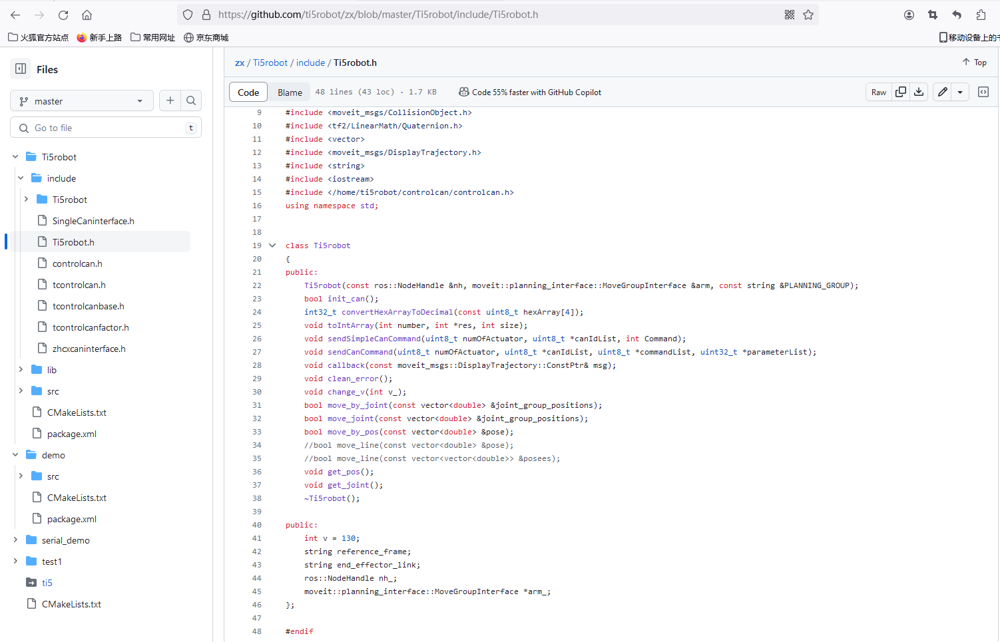 https://github.com/ti5robot/zx/blob/master/Ti5robot/include/Ti5robot.h
火狐官方站点 新手上路 常用网址 京东商城 移动设备上的
Files
master
Go to file t
Ti5robot
include
Ti5robot
SingleCaninterface.h
Ti5robot.h
controlcan.h
tcontrolcan.h
tcontrolcanbase.h
tcontrolcanfactor.h
zhcxcaninterface.h
lib
src
CMakeLists.txt
package.xml
demo
src
CMakeLists.txt
package.xml
serial_demo
test1
ti5
CMakeLists.txt
zx / Ti5robot / include / Ti5robot.h Top
Code Blame 48 lines (43 loc) · 1.7 KB Code 55% faster with GitHub Copilot Raw
9 #include <moveit_msgs/CollisionObject.h>
10 #include <tf2/LinearMath/Quaternion.h>
11 #include <vector>
12 #include <moveit_msgs/DisplayTrajectory.h>
13 #include <string>
14 #include <iostream>
15 #include </home/ti5robot/controlcan/controlcan.h>
16 using namespace std;
17
18
19 class Ti5robot
20 {
21 public:
22 Ti5robot(const ros::NodeHandle &nh, moveit::planning_interface::MoveGroupInterface &arm, const string &PLANNING_GROUP);
23 bool init_can();
24 int32_t convertHexArrayToDecimal(const uint8_t hexArray[4]);
25 void toIntArray(int number, int *res, int size);
26 void sendSimpleCanCommand(uint8_t numOfActuator, uint8_t *canIdList, int Command);
27 void sendCanCommand(uint8_t numOfActuator, uint8_t *canIdList, uint8_t *commandList, uint32_t *parameterList);
28 void callback(const moveit_msgs::DisplayTrajectory::ConstPtr& msg);
29 void clean_error();
30 void change_v(int v_);
31 bool move_by_joint(const vector<double> &joint_group_positions);
32 bool move_joint(const vector<double> &joint_group_positions);
33 bool move_by_pos(const vector<double> &pose);
34 //bool move_line(const vector<double> &pose);
35 //bool move_line(const vector<vector<double>> &posees);
36 void get_pos();
37 void get_joint();
38 ~Ti5robot();
39
40 public:
41 int v = 130;
42 string reference_frame;
43 string end_effector_link;
44 ros::NodeHandle nh_;
45 moveit::planning_interface::MoveGroupInterface *arm_;
46 };
47
48 #endif